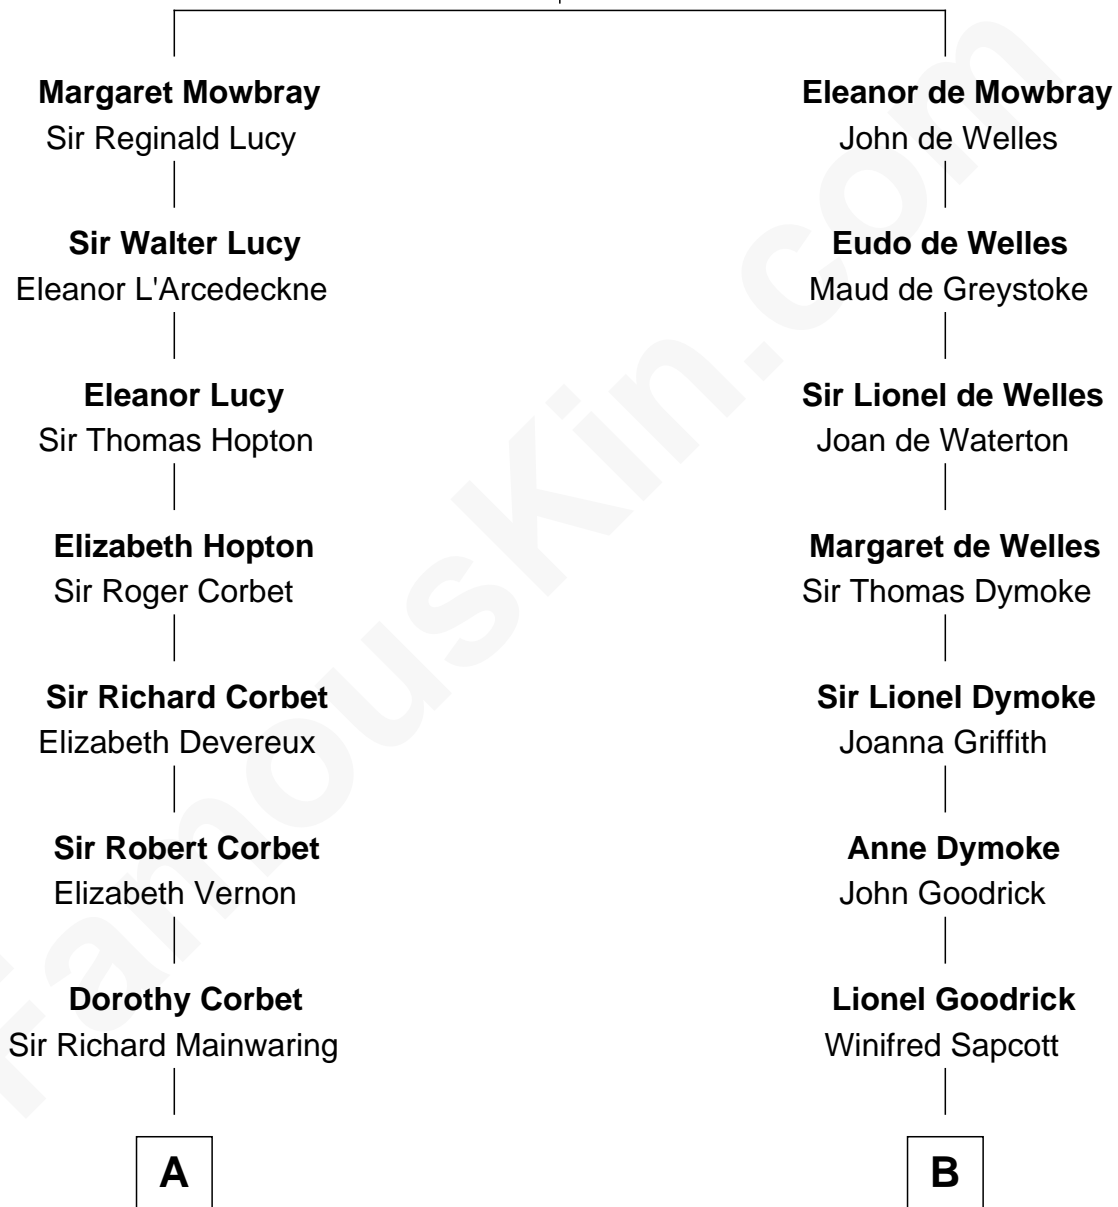 Margaret Mowbray
Sir Reginald Lucy
Sir Walter Lucy
Eleanor L'Arcedeckne
Eleanor Lucy
Sir Thomas Hopton
Elizabeth Hopton
Sir Roger Corbet
Sir Richard Corbet
Elizabeth Devereux
Sir Robert Corbet
Elizabeth Vernon
Dorothy Corbet
Sir Richard Mainwaring
A
Eleanor de Mowbray
John de Welles
Eudo de Welles
Maud de Greystoke
Sir Lionel de Welles
Joan de Waterton
Margaret de Welles
Sir Thomas Dymoke
Sir Lionel Dymoke
Joanna Griffith
Anne Dymoke
John Goodrick
Lionel Goodrick
Winifred Sapcott
B
FamousKin.com